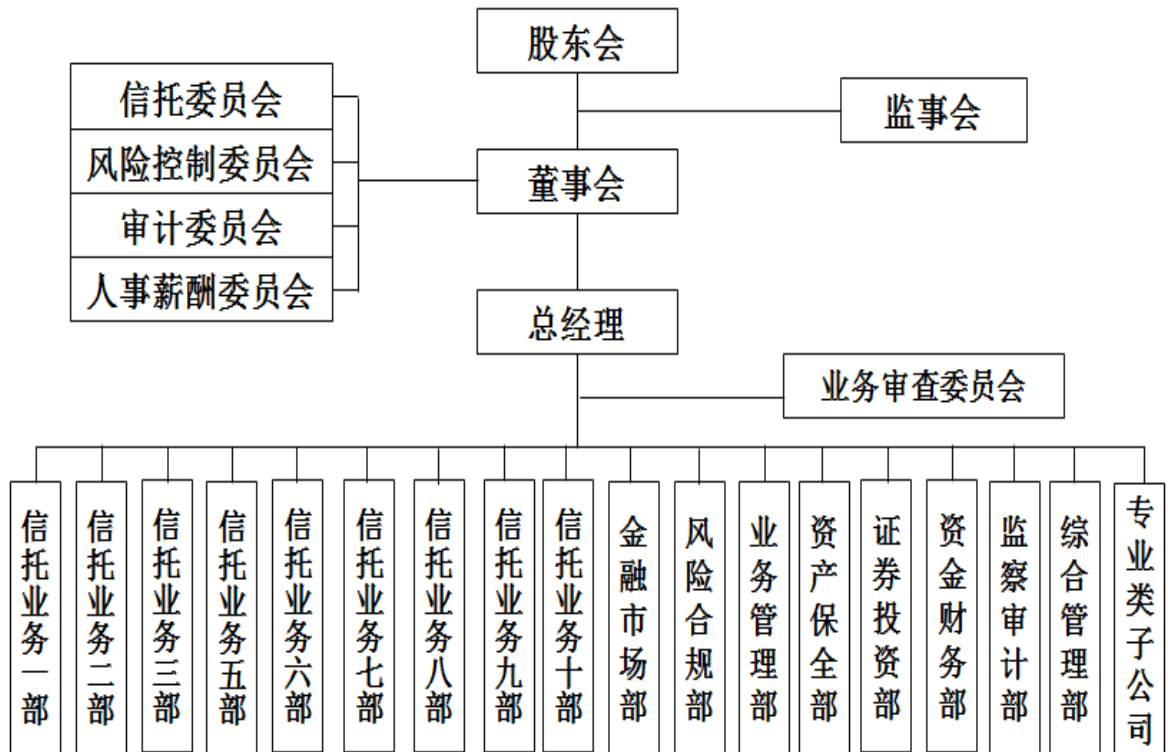 股东会
信托委员会
监事会
风险控制委员会
董事会
审计委员会
人事薪酬委员会
总经理
业务审查委员会
信托业务一部
信托业务二部
信托业务三部
信托业务五部
信托业务六部
信托业务七部
信托业务八部
信托业务九部
信托业务十部
金融市场部
风险合规部
业务管理部
资产保全部
证券投资部
资金财务部
监察审计部
综合管理部
专业类子公司